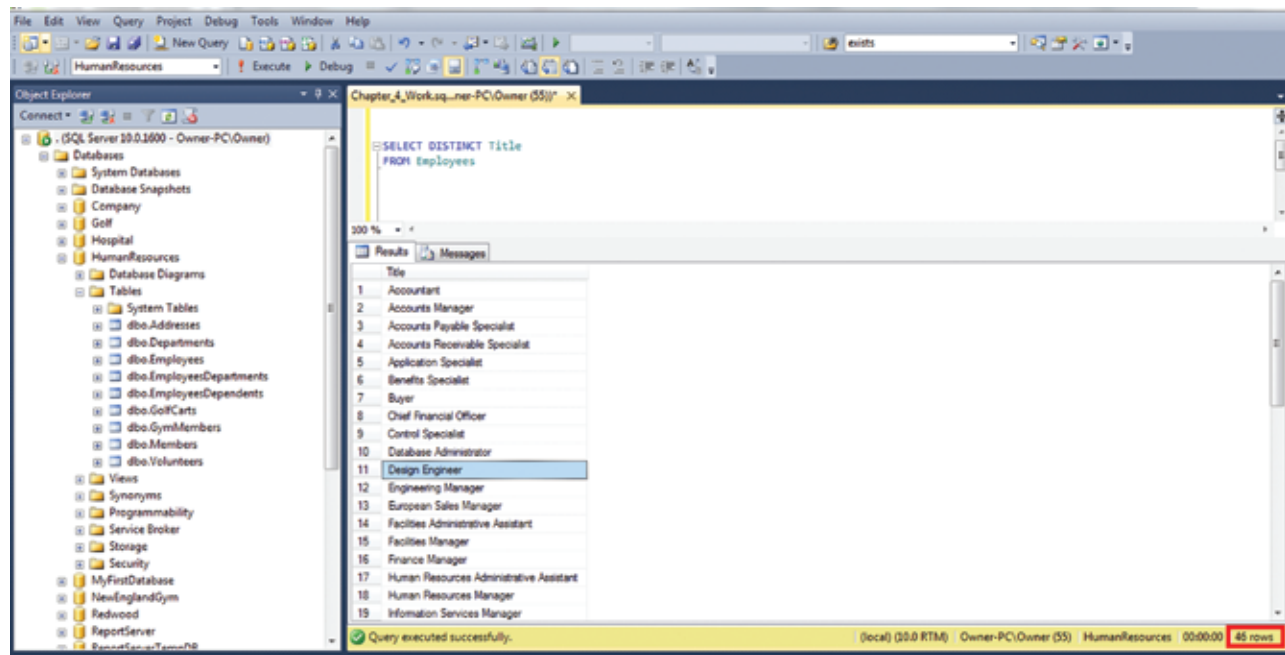 File Edit View Query Project Debug Tools Window Help
New Query exists
HumanResources Execute Debug
Object Explorer
Connect
. (SQL Server 10.0.1600 - Owner-PC\Owner)
Databases
System Databases
Database Snapshots
Company
Golf
Hospital
HumanResources
Database Diagrams
Tables
System Tables
dbo.Addresses
dbo.Departments
dbo.Employees
dbo.EmployeesDepartments
dbo.EmployeesDependents
dbo.GolfCarts
dbo.GymMembers
dbo.Members
dbo.Volunteers
Views
Synonyms
Programmability
Service Broker
Storage
Security
MyFirstDatabase
NewEnglandGym
Redwood
ReportServer
ReportServerTempDB
Chapter_4_Work.sq...ner-PC\Owner (55))*
SELECT DISTINCT Title
FROM Employees
100 %
Results Messages
Title
1 Accountant
2 Accounts Manager
3 Accounts Payable Specialist
4 Accounts Receivable Specialist
5 Application Specialist
6 Benefits Specialist
7 Buyer
8 Chief Financial Officer
9 Control Specialist
10 Database Administrator
11 Design Engineer
12 Engineering Manager
13 European Sales Manager
14 Facilities Administrative Assistant
15 Facilities Manager
16 Finance Manager
17 Human Resources Administrative Assistant
18 Human Resources Manager
19 Information Services Manager
Query executed successfully. (local) (10.0 RTM) Owner-PC\Owner (55) HumanResources 00:00:00 46 rows